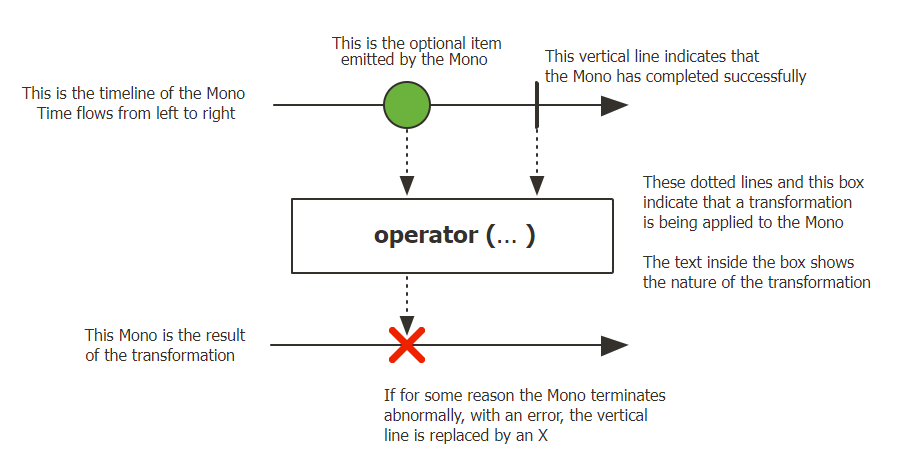 This is the optional item
emitted by the Mono
This vertical line indicates that
the Mono has completed successfully
This is the timeline of the Mono
Time flows from left to right
These dotted lines and this box
indicate that a transformation
is being applied to the Mono
operator (... )
The text inside the box shows
the nature of the transformation
This Mono is the result
of the transformation
If for some reason the Mono terminates
abnormally, with an error, the vertical
line is replaced by an X